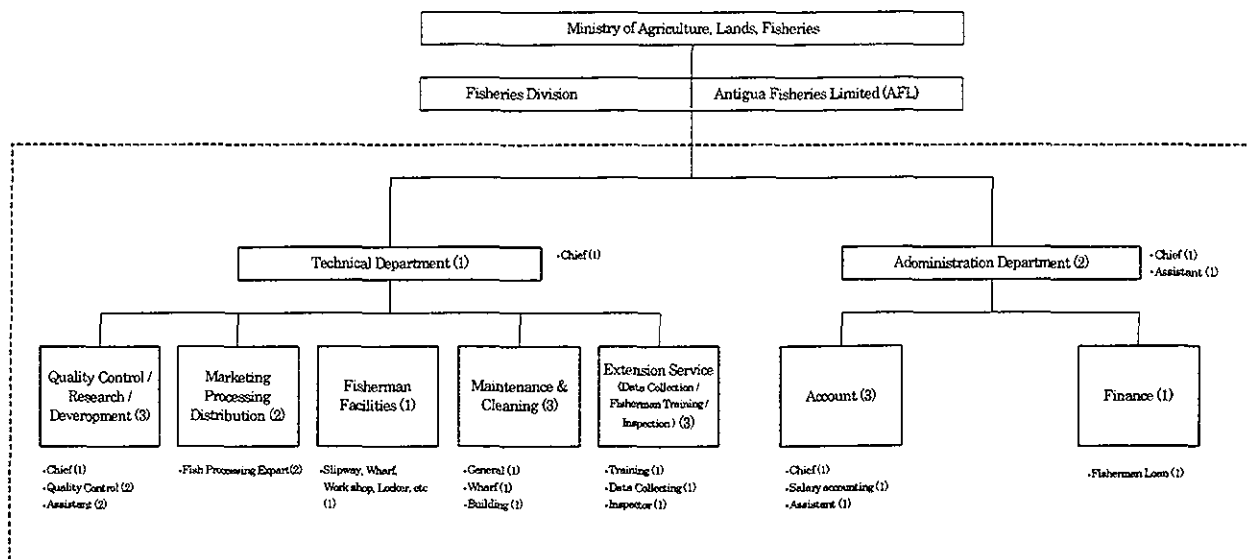 Ministry of Agriculture, Lands, Fisheries
Fisheries Division
Antigua Fisheries Limited (AFL)
Technical Department (1)
-Chief (1)
Adoministration Department (2)
-Chief (1)
-Assistant (1)
Quality Control /
Research /
Deveropment (3)
Marketing
Processing
Distribution (2)
Fisherman
Facilities (1)
Maintenance &
Cleaning (3)
Extension Service
(Data Collection /
Fisherman Training /
Inspection) (3)
Account (3)
Finance (1)
-Chief (1)
-Quality Control (2)
-Assistant (2)
-Fish Processing Expart (2)
-Slipway, Wharf,
Work shop, Locker, etc
(1)
-General (1)
-Wharf (1)
-Building (1)
-Training (1)
-Data Collecting (1)
-Inspector (1)
-Chief (1)
-Salary accounting (1)
-Assistant (1)
-Fisherman Loan (1)